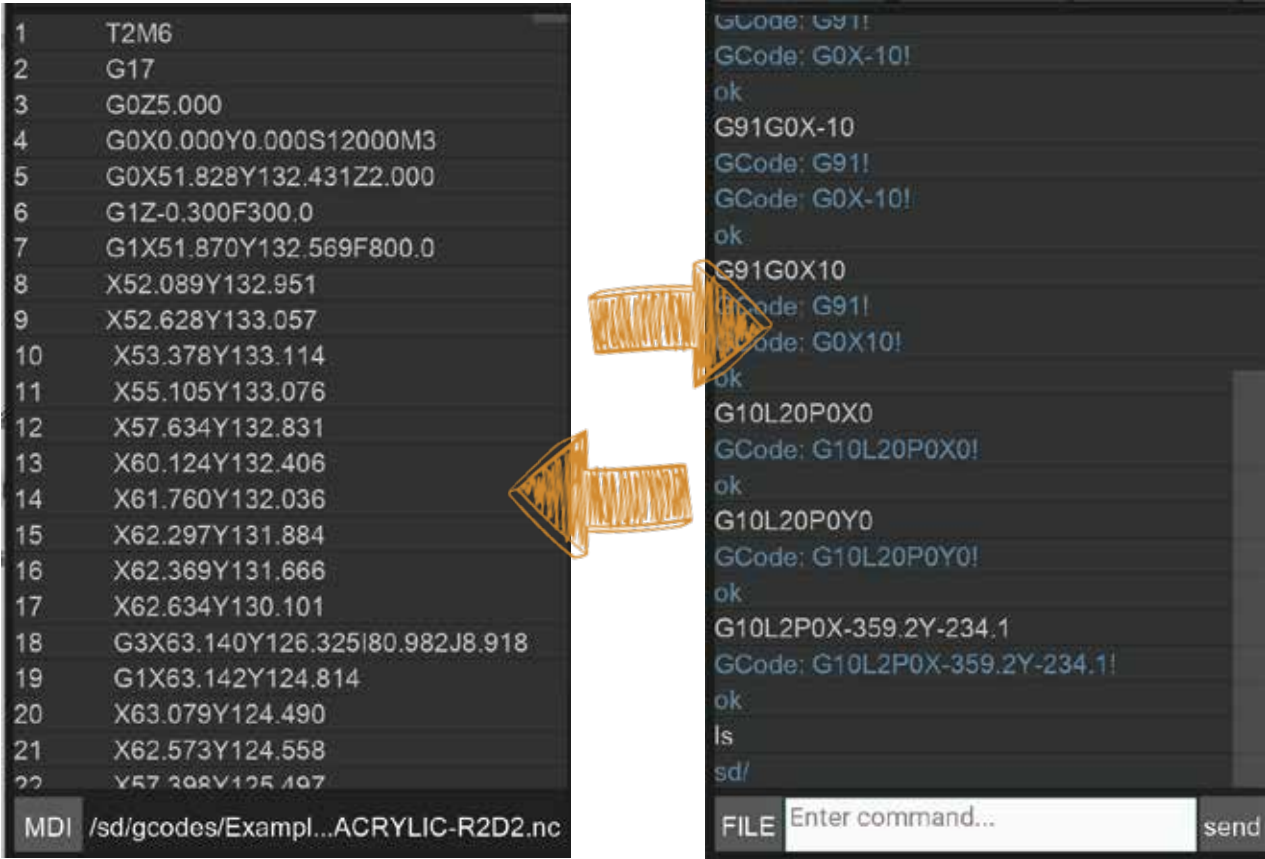 1 T2M6
2 G17
3 G0Z5.000
4 G0X0.000Y0.000S12000M3
5 G0X51.828Y132.431Z2.000
6 G1Z-0.300F300.0
7 G1X51.870Y132.569F800.0
8 X52.089Y132.951
9 X52.628Y133.057
10 X53.378Y133.114
11 X55.105Y133.076
12 X57.634Y132.831
13 X60.124Y132.406
14 X61.760Y132.036
15 X62.297Y131.884
16 X62.369Y131.666
17 X62.634Y130.101
18 G3X63.140Y126.325I80.982J8.918
19 G1X63.142Y124.814
20 X63.079Y124.490
21 X62.573Y124.558
22 X57.398Y125.497
MDI /sd/gcodes/Exampl...ACRYLIC-R2D2.nc
GCode: G91!
GCode: G0X-10!
ok
G91G0X-10
GCode: G91!
GCode: G0X-10!
ok
G91G0X10
GCode: G91!
GCode: G0X10!
ok
G10L20P0X0
GCode: G10L20P0X0!
ok
G10L20P0Y0
GCode: G10L20P0Y0!
ok
G10L2P0X-359.2Y-234.1
GCode: G10L2P0X-359.2Y-234.1!
ok
ls
sd/
FILE Enter command... send